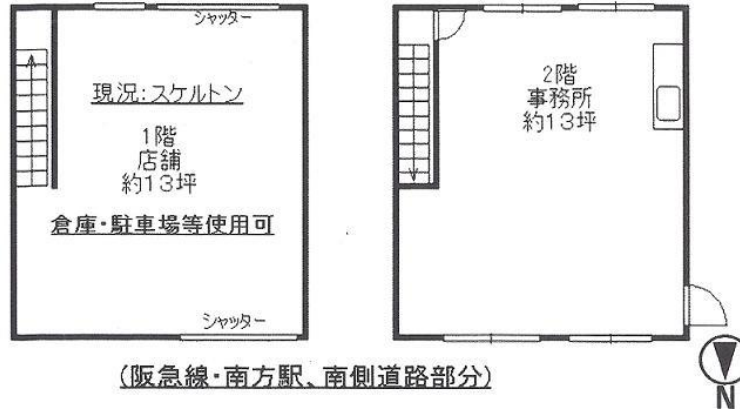 シャッター
現況:スケルトン
1階
店舗
約13坪
倉庫・駐車場等使用可
シャッター
2階
事務所
約13坪
(阪急線・南方駅、南側道路部分)
N